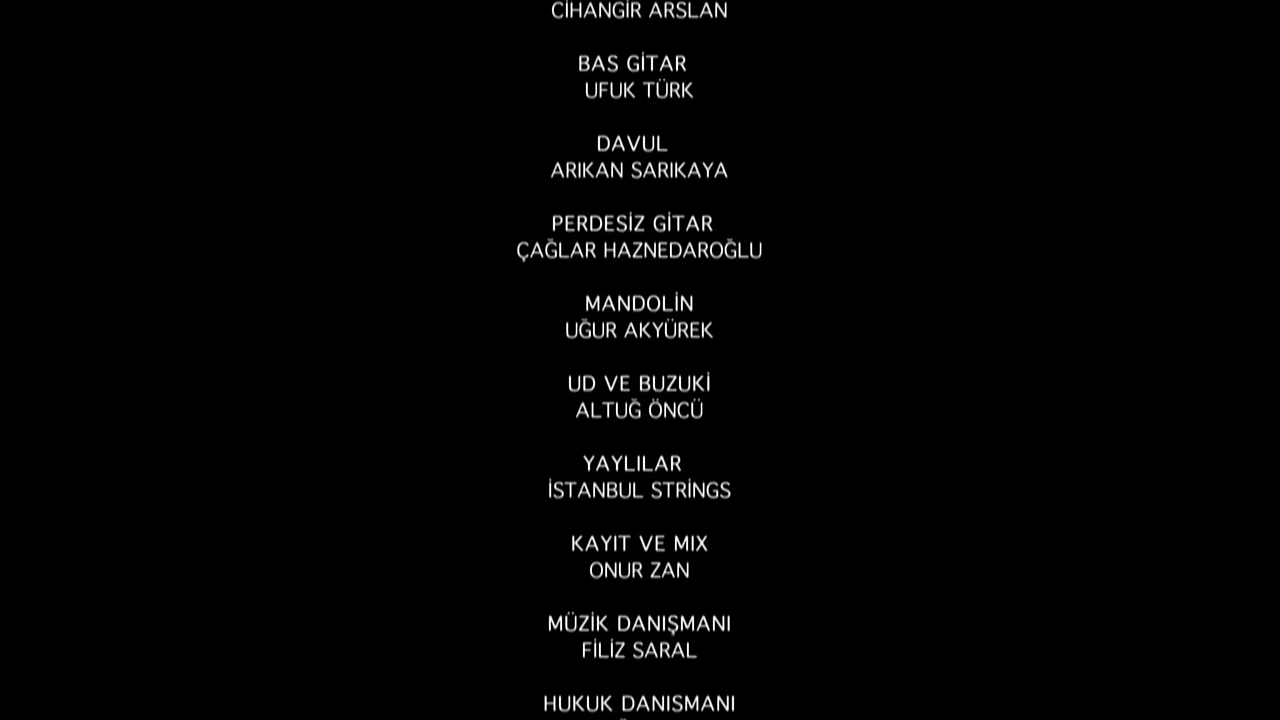 CİHANGİR ARSLAN
BAS GİTAR
UFUK TÜRK
DAVUL
ARIKAN SARIKAYA
PERDESİZ GİTAR
ÇAĞLAR HAZNEDAROĞLU
MANDOLİN
UĞUR AKYÜREK
UD VE BUZUKİ
ALTUĞ ÖNCÜ
YAYLILAR
İSTANBUL STRİNGS
KAYIT VE MIX
ONUR ZAN
MÜZİK DANIŞMANI
FİLİZ SARAL
HUKUK DANISMANI